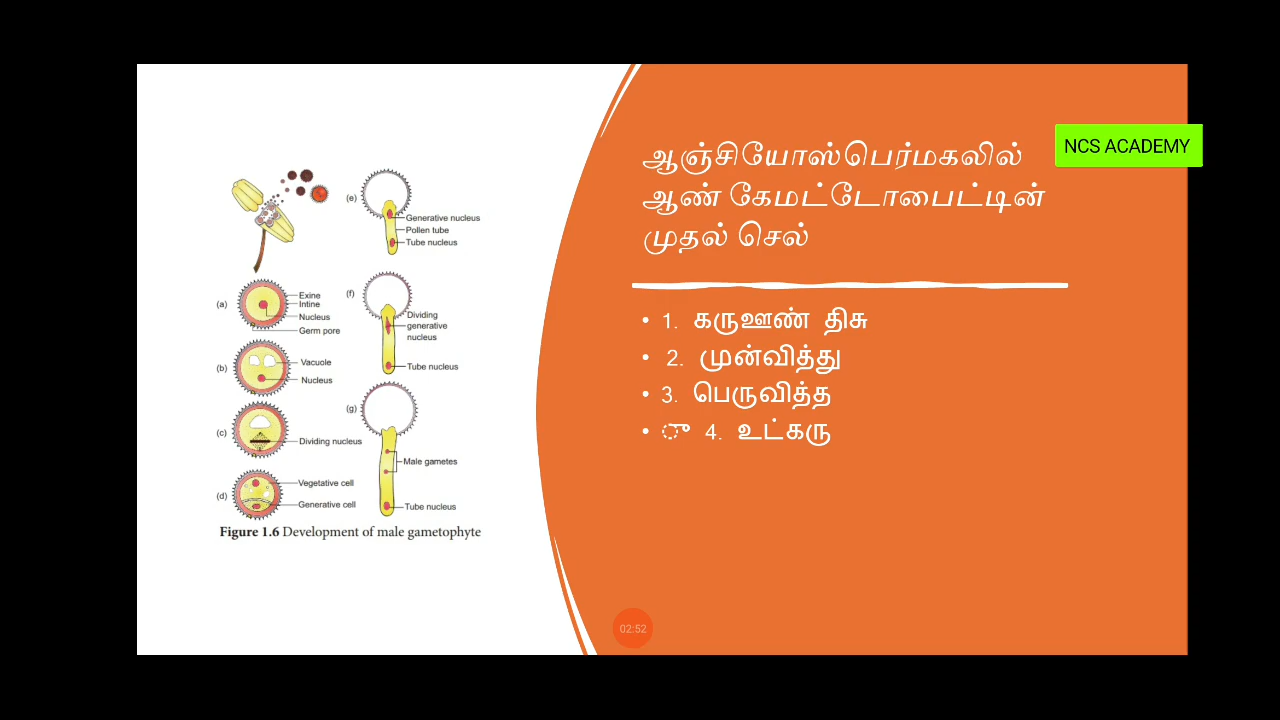 NCS ACADEMY
ஆஞ்சியோஸ்பெர்மகலில்
ஆண் கேமட்டோபைட்டின்
முதல் செல்
• 1. கருஊண் திசு
• 2. முன்வித்து
• 3. பெருவித்த
• ு 4. உட்கரு
(a)
Exine
Intine
Nucleus
Germ pore
(b)
Vacuole
Nucleus
(c)
Dividing nucleus
(d)
Vegetative cell
Generative cell
(e)
Generative nucleus
Pollen tube
Tube nucleus
(f)
Dividing
generative
nucleus
Tube nucleus
(g)
Male gametes
Tube nucleus
Figure 1.6 Development of male gametophyte
02:52